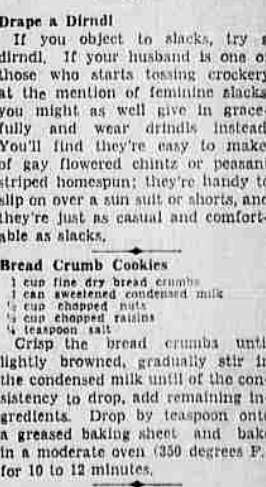 Drape a Dirndl
If you object to slacks, try a
dirndl. If your husband is one of
those who starts tossing crockery
at the mention of feminine slacks
you might as well give in grace-
fully and wear drindls instead.
You'll find they're easy to make
of gay flowered chintz or peasant
striped homespun; they're handy to
slip on over a sun suit or shorts, and
they're just as casual and comfort-
able as slacks.
Bread Crumb Cookies
1 cup fine dry bread crumbs
1 can sweetened condensed milk
cup chopped nuts
cup chopped raisins
¼ teaspoon salt
Crisp the bread crumbs until
lightly browned, gradually stir in
the condensed milk until of the con-
sistency to drop, add remaining in-
gredients. Drop by teaspoon onto
a greased baking sheet and bake
in a moderate oven (350 degrees F.)
for 10 to 12 minutes.